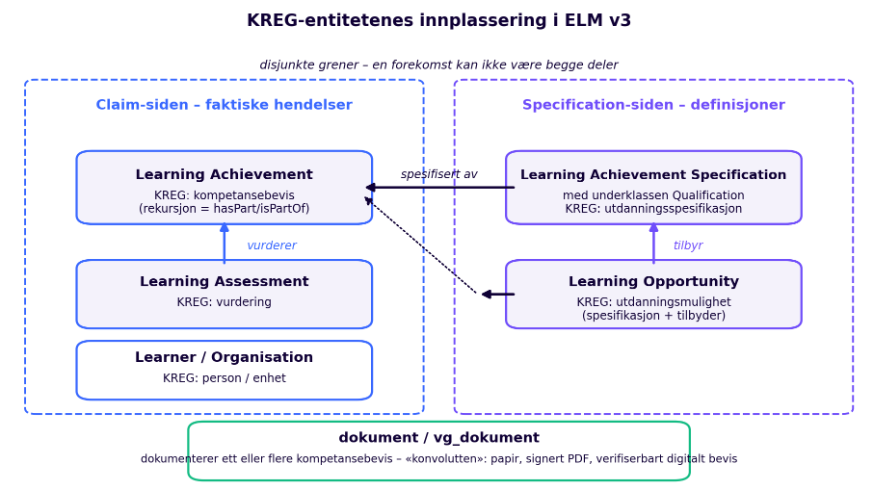 KREG-entitetenes innplassering i ELM v3
disjunkte grener – en forekomst kan ikke være begge deler
Claim-siden – faktiske hendelser
Learning Achievement
KREG: kompetansebevis
(rekursjon = hasPart/isPartOf)
vurderer
Learning Assessment
KREG: vurdering
Learner / Organisation
KREG: person / enhet
spesifisert av
Specification-siden – definisjoner
Learning Achievement Specification
med underklassen Qualification
KREG: utdanningsspesifikasjon
tilbyr
Learning Opportunity
KREG: utdanningsmulighet
(spesifikasjon + tilbyder)
dokument / vg_dokument
dokumenterer ett eller flere kompetansebevis – «konvolutten»: papir, signert PDF, verifiserbart digitalt bevis